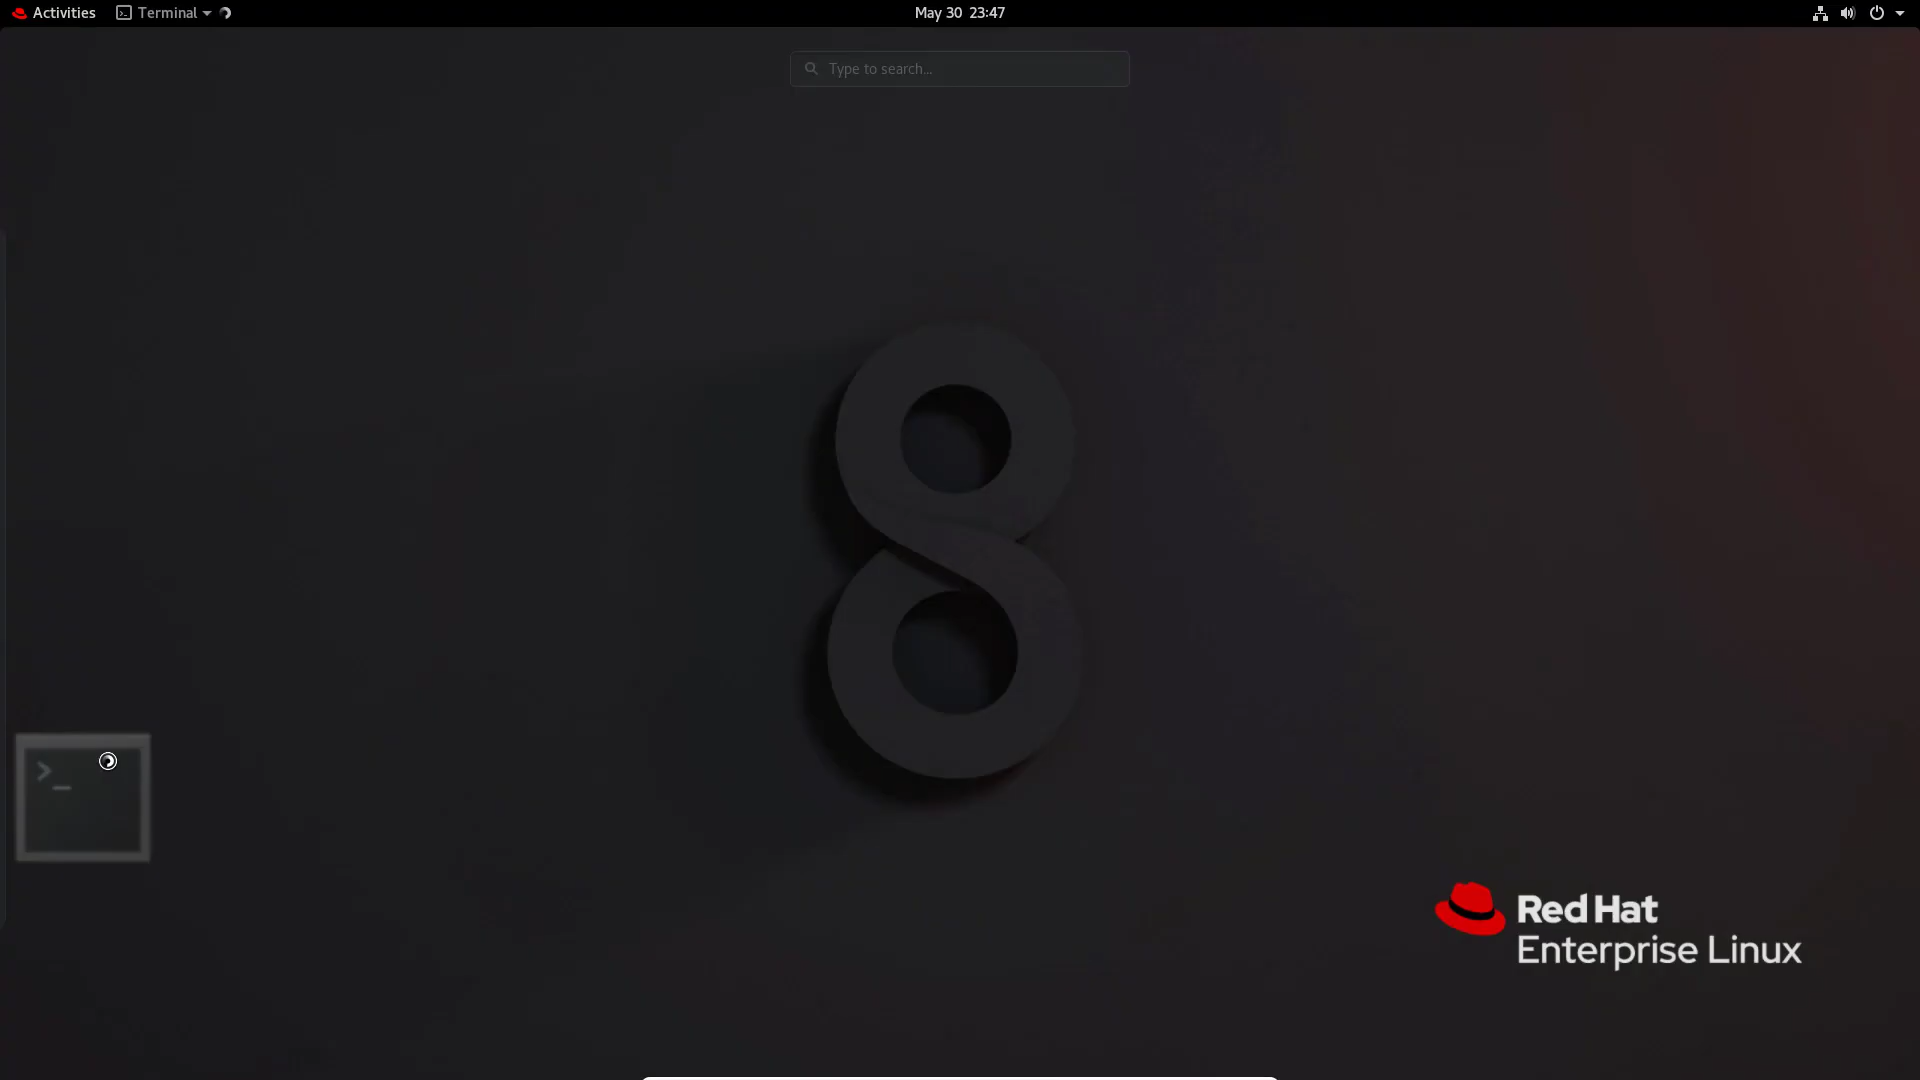 Activities
Terminal
May 30 23:47
Type to search...
>_
8
Red Hat
Enterprise Linux